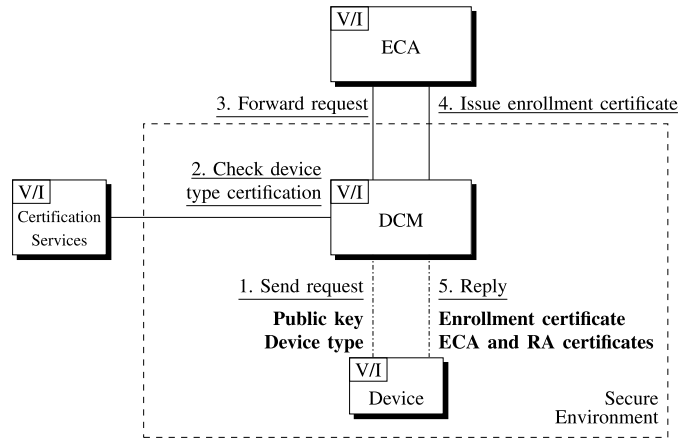 V/I
ECA
3. Forward request
4. Issue enrollment certificate
2. Check device
type certification
V/I
Certification
Services
V/I
DCM
1. Send request
Public key
Device type
5. Reply
Enrollment certificate
ECA and RA certificates
V/I
Device
Secure
Environment